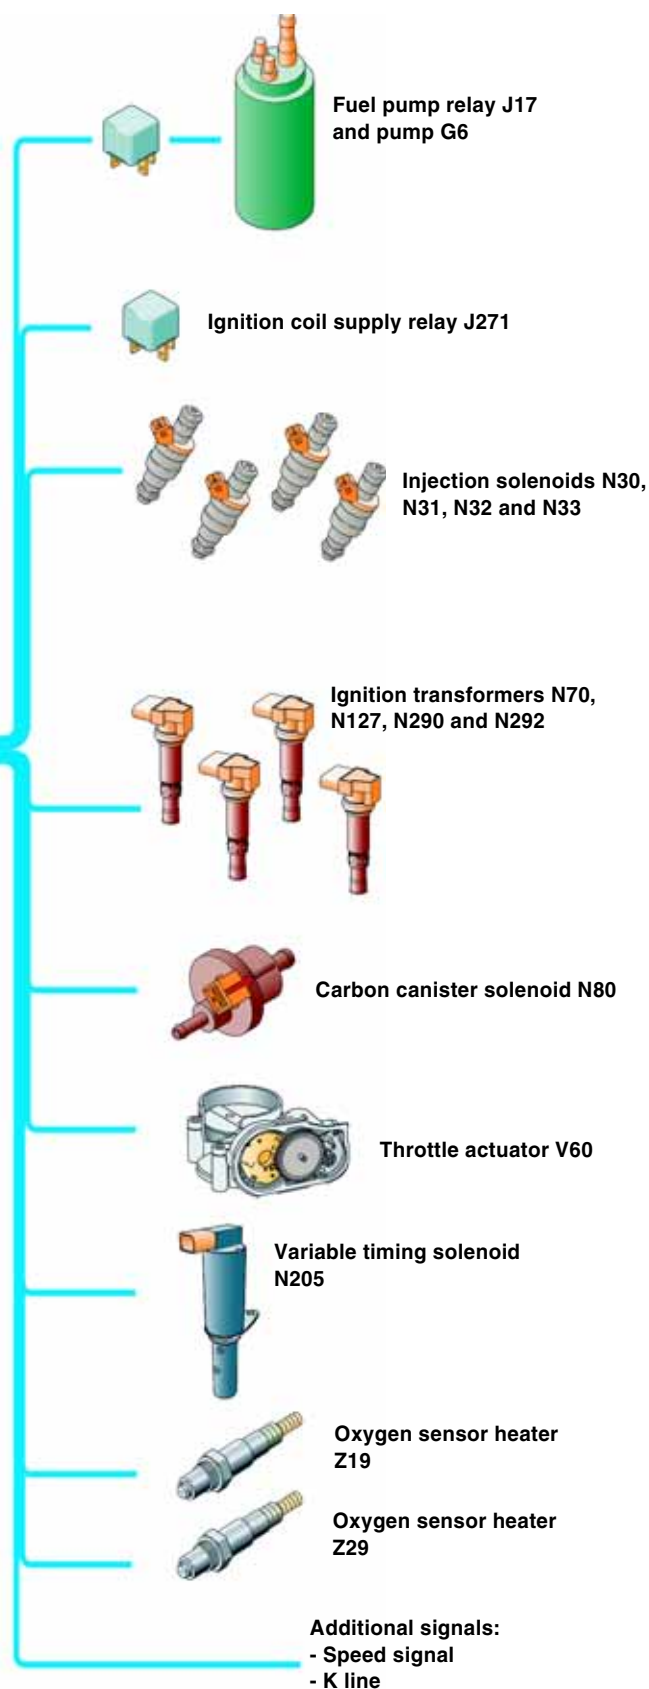 Fuel pump relay J17
and pump G6
Ignition coil supply relay J271
Injection solenoids N30,
N31, N32 and N33
Ignition transformers N70,
N127, N290 and N292
Carbon canister solenoid N80
Throttle actuator V60
Variable timing solenoid
N205
Oxygen sensor heater
Z19
Oxygen sensor heater
Z29
Additional signals:
- Speed signal
- K line